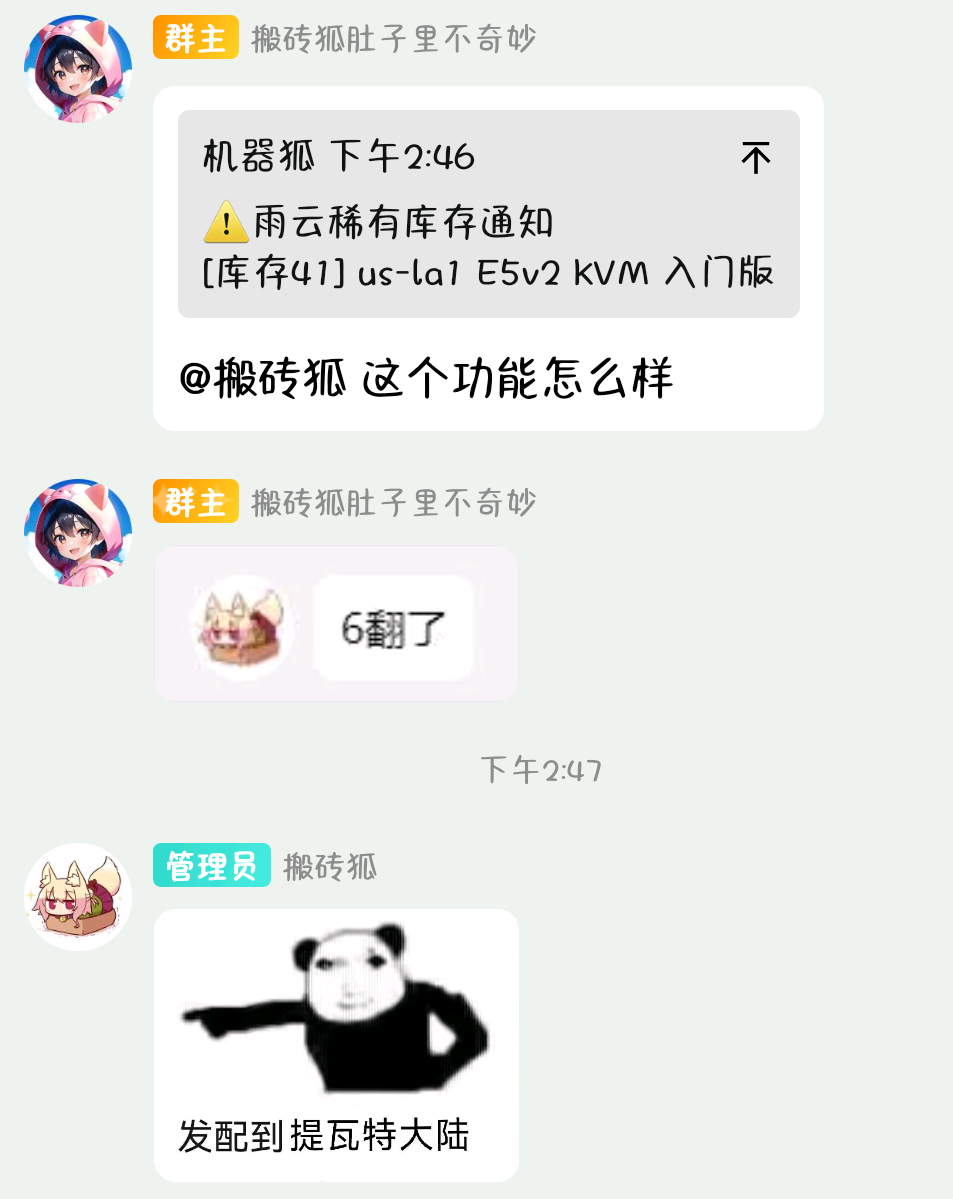 群主 搬砖狐肚子里不奇妙
机器狐 下午2:46
⚠️雨云稀有库存通知
[库存41] us-la1 E5v2 KVM 入门版
@搬砖狐 这个功能怎么样
群主 搬砖狐肚子里不奇妙
6翻了
下午2:47
管理员 搬砖狐
发配到提瓦特大陆